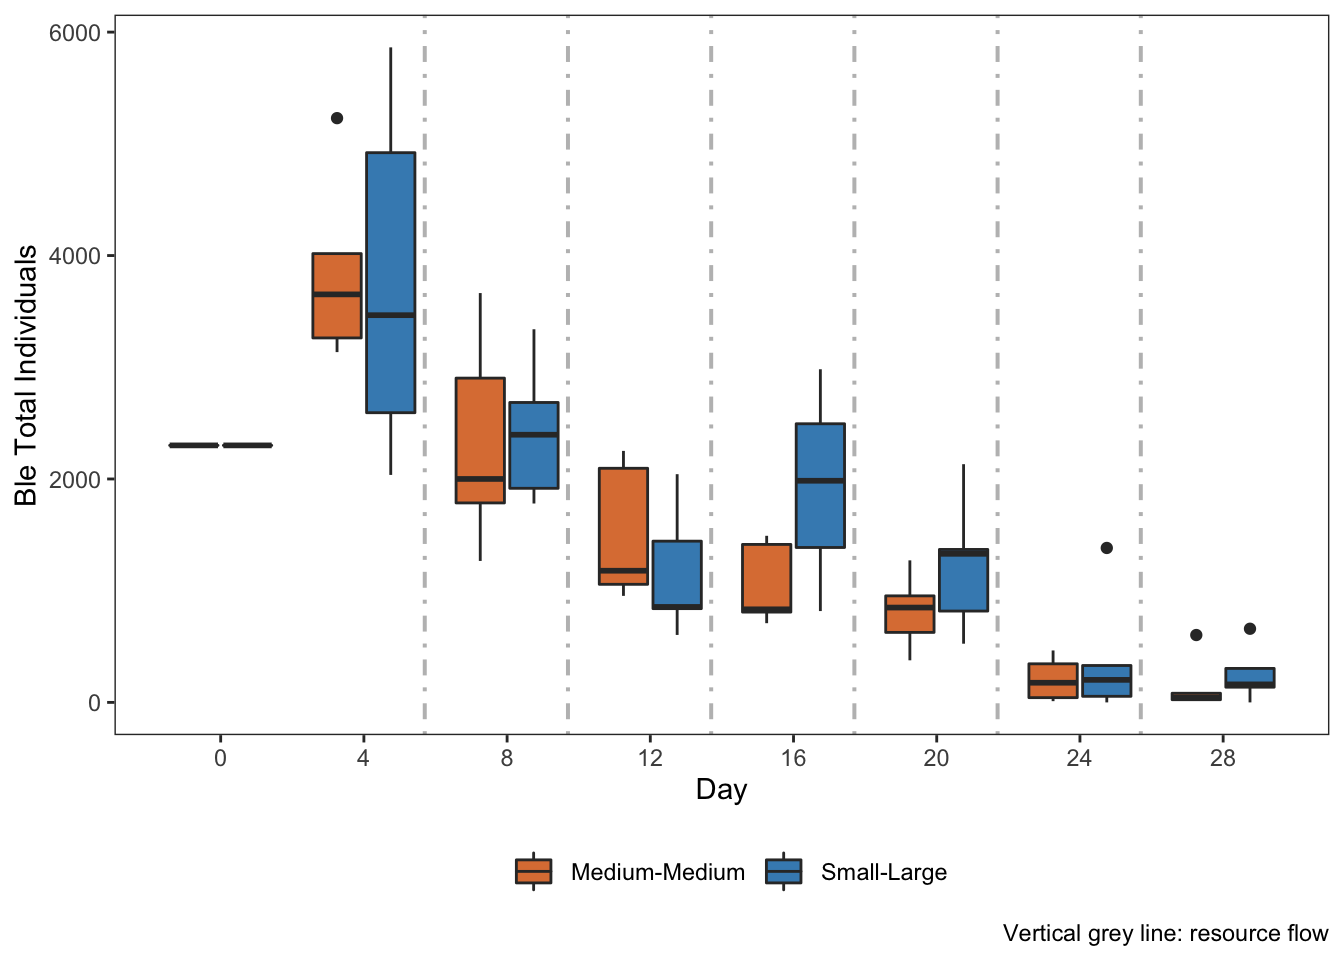 6000
4000
2000
0
Ble Total Individuals
0 4 8 12 16 20 24 28
Day
Medium-Medium Small-Large
Vertical grey line: resource flow